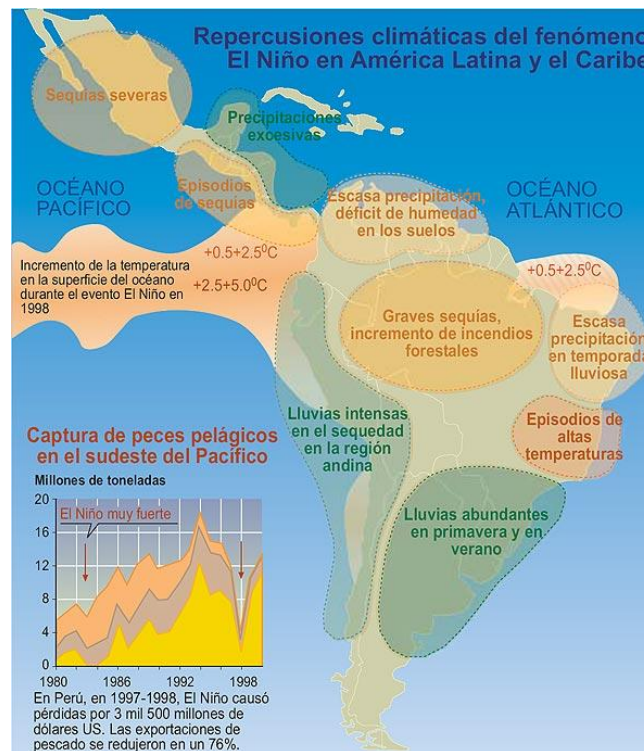 Repercusiones climáticas del fenómeno
El Niño en América Latina y el Caribe
Sequías severas
Precipitaciones
excesivas
OCÉANO
PACÍFICO
Episodios
de sequías
Escasa precipitación,
déficit de humedad
en los suelos
OCÉANO
ATLÁNTICO
+0.5+2.5⁰C
+2.5+5.0⁰C
Incremento de la temperatura
en la superficie del océano
durante el evento El Niño en
1998
+0.5+2.5⁰C
Graves sequías,
incremento de incendios
forestales
Escasa
precipitación
en temporada
lluviosa
Lluvias intensas
en el sequedad
en la región
andina
Episodios de
altas
temperaturas
Lluvias abundantes
en primavera y en
verano
Captura de peces pelágicos
en el sudeste del Pacífico
Millones de toneladas
20
El Niño muy fuerte
16
12
8
4
0
1980
1986
1992
1998
En Perú, en 1997-1998, El Niño causó
pérdidas por 3 mil 500 millones de
dólares US. Las exportaciones de
pescado se redujeron en un 76%.